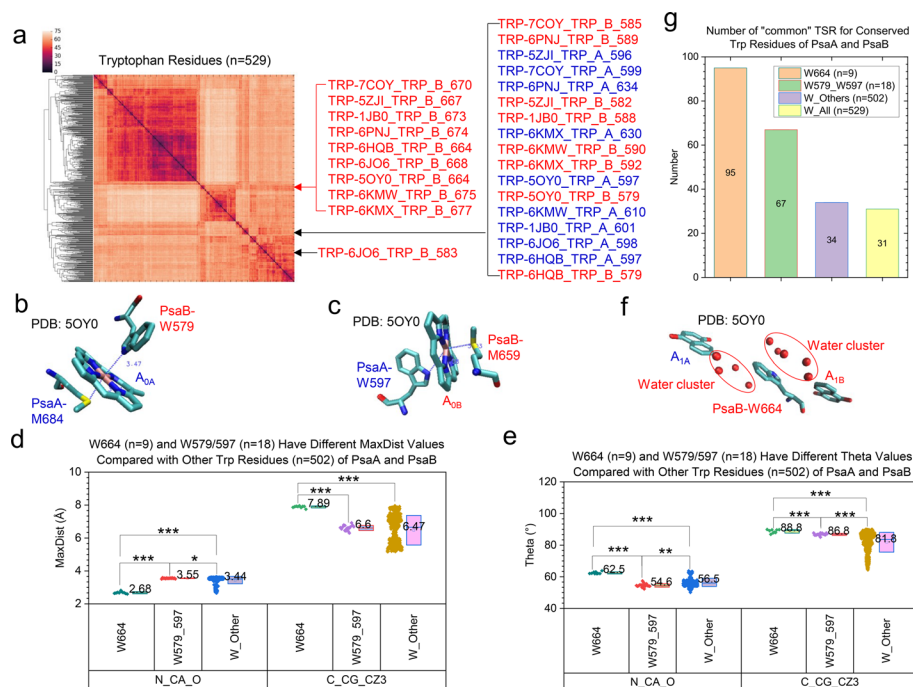 a
75
60
45
30
15
0
Tryptophan Residues (n=529)
TRP-7COY_TRP_B_670
TRP-5ZJI_TRP_B_667
TRP-1JB0_TRP_B_673
TRP-6PNJ_TRP_B_674
TRP-6HQB_TRP_B_664
TRP-6JO6_TRP_B_668
TRP-5OY0_TRP_B_664
TRP-6KMW_TRP_B_675
TRP-6KMX_TRP_B_677
TRP-6JO6_TRP_B_583
TRP-7COY_TRP_B_585
TRP-6PNJ_TRP_B_589
TRP-5ZJI_TRP_A_596
TRP-7COY_TRP_A_599
TRP-6PNJ_TRP_A_634
TRP-5ZJI_TRP_B_582
TRP-1JB0_TRP_B_588
TRP-6KMX_TRP_A_630
TRP-6KMW_TRP_B_590
TRP-6KMX_TRP_B_592
TRP-5OY0_TRP_A_597
TRP-5OY0_TRP_B_579
TRP-6KMW_TRP_A_610
TRP-1JB0_TRP_A_601
TRP-6JO6_TRP_A_598
TRP-6HQB_TRP_A_597
TRP-6HQB_TRP_B_579
g
Number of "common" TSR for Conserved
Trp Residues of PsaA and PsaB
W664 (n=9)
W579_W597 (n=18)
W_Others (n=502)
W_All (n=529)
Number
100
80
60
40
20
0
95
67
34
31
b
PDB: 5OY0
PsaB-
W579
3.47
A0A
PsaA-
M684
c
PDB: 5OY0
PsaB-
M659
PsaA-
W597
A0B
f
PDB: 5OY0
A1A
Water cluster
Water cluster
A1B
PsaB-W664
d
W664 (n=9) and W579/597 (n=18) Have Different MaxDist Values
Compared with Other Trp Residues (n=502) of PsaA and PsaB
MaxDist (Å)
10
8
6
4
2
***
***
*
2.68
3.55
3.44
***
***
7.89
6.6
6.47
W664
W579_597
W_Other
W664
W579_597
W_Other
N_CA_O
C_CG_CZ3
e
W664 (n=9) and W579/597 (n=18) Have Different Theta Values
Compared with Other Trp Residues (n=502) of PsaA and PsaB
Theta (°)
100
80
60
40
***
***
**
62.5
54.6
56.5
***
***
***
88.8
86.8
81.8
W664
W579_597
W_Other
W664
W579_597
W_Other
N_CA_O
C_CG_CZ3